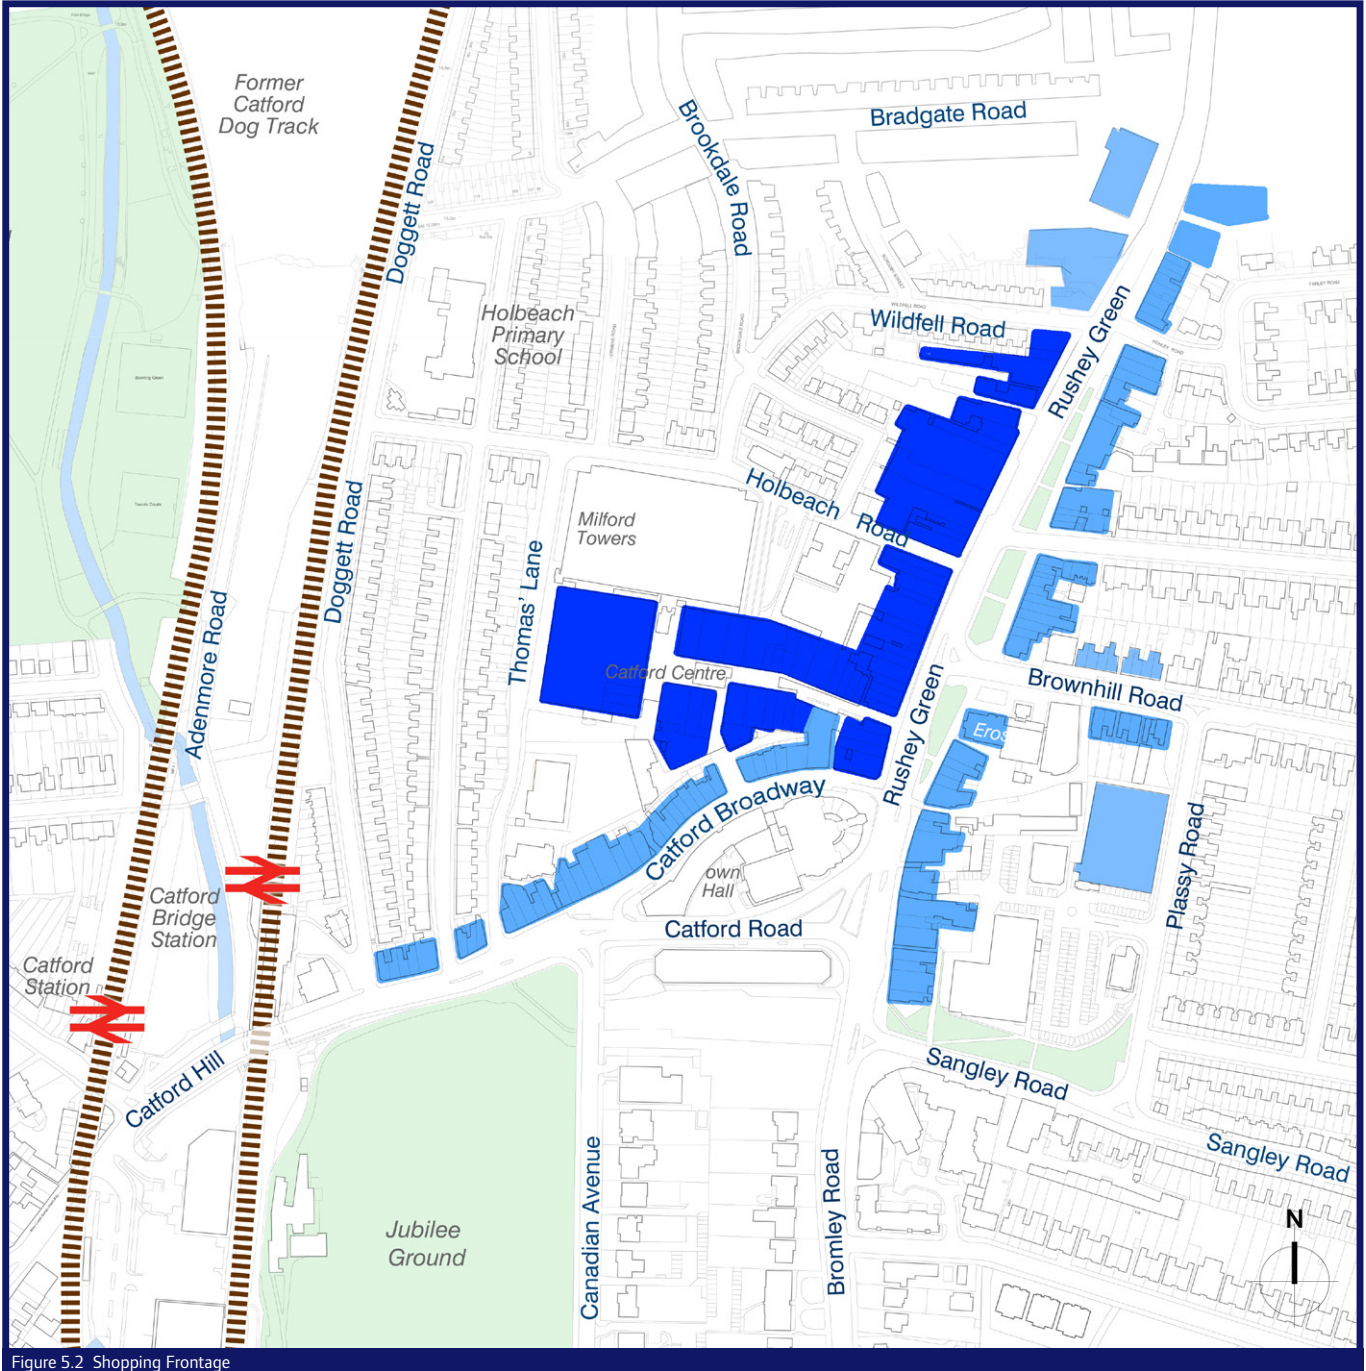 Former
Catford
Dog Track
Bradgate Road
Brookdale Road
Doggett Road
Holbeach
Primary
School
WILDFELL ROAD
Wildfell Road
Rushey Green
Holbeach Road
Milford
Towers
Doggett Road
Thomas' Lane
Adenmore Road
Catford Centre
Brownhill Road
Rushey Green
Eros
Catford Broadway
own
Hall
Plassy Road
Catford
Bridge
Station
Catford Road
Catford
Station
Catford Hill
Sangley Road
Sangley Road
Canadian Avenue
Bromley Road
Jubilee
Ground
N
Figure 5.2 Shopping Frontage